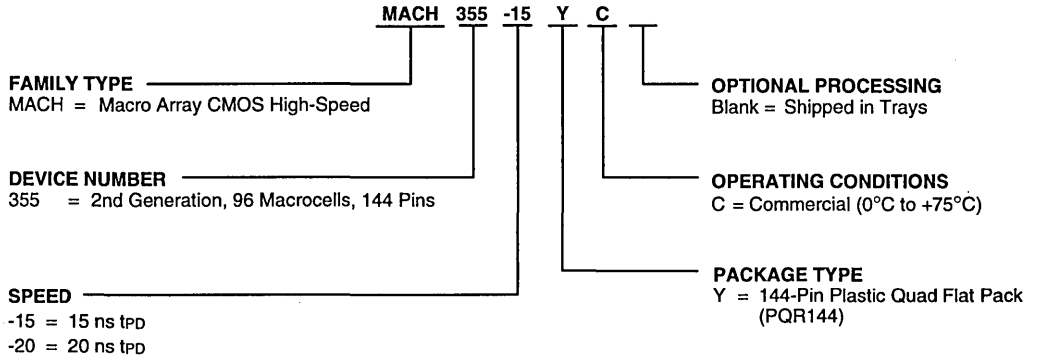 MACH 355 -15 Y C
FAMILY TYPE
MACH = Macro Array CMOS High-Speed
DEVICE NUMBER
355 = 2nd Generation, 96 Macrocells, 144 Pins
SPEED
-15 = 15 ns tPD
-20 = 20 ns tPD
OPTIONAL PROCESSING
Blank = Shipped in Trays
OPERATING CONDITIONS
C = Commercial (0°C to +75°C)
PACKAGE TYPE
Y = 144-Pin Plastic Quad Flat Pack
(PQR144)